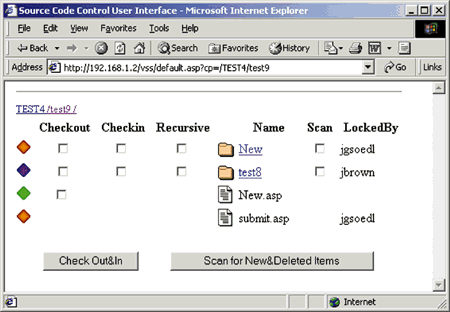 Source Code Control User Interface - Microsoft Internet Explorer
File Edit View Favorites Tools Help
Back Search Favorites History
Address http://192.168.1.2/vss/default.asp?cp=/TEST4/test9 Go Links
TEST4 /test9 /
Checkout Checkin Recursive Name Scan LockedBy
New jgsoedl
test8 jbrown
New.asp
submit.asp jgsoedl
Check Out&In Scan for New&Deleted Items
Internet